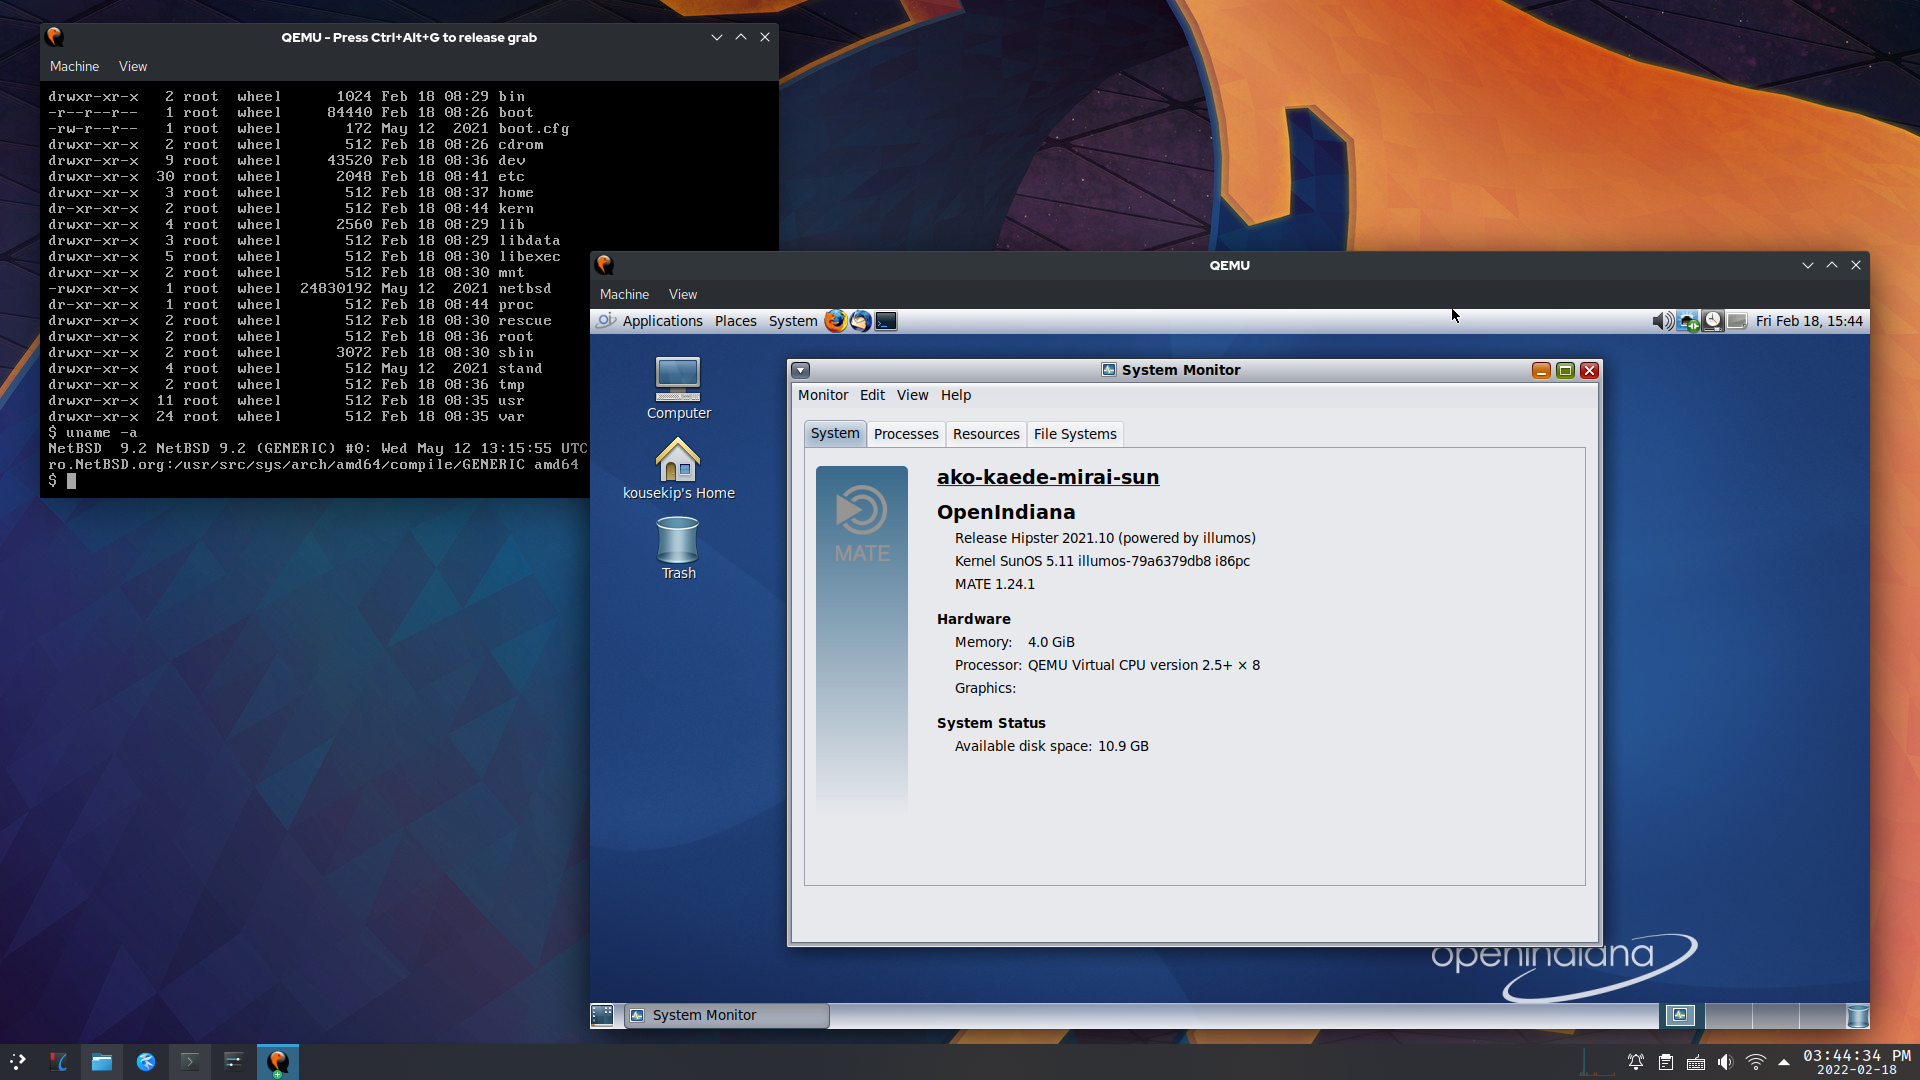 QEMU - Press Ctrl+Alt+G to release grab
Machine View
drwxr-xr-x 2 root wheel 1024 Feb 18 08:29 bin
-r--r--r-- 1 root wheel 84440 Feb 18 08:26 boot
-rw-r--r-- 1 root wheel 172 May 12 2021 boot.cfg
drwxr-xr-x 2 root wheel 512 Feb 18 08:26 cdrom
drwxr-xr-x 9 root wheel 43520 Feb 18 08:36 dev
drwxr-xr-x 30 root wheel 2048 Feb 18 08:41 etc
drwxr-xr-x 3 root wheel 512 Feb 18 08:37 home
dr-xr-xr-x 2 root wheel 512 Feb 18 08:44 kern
drwxr-xr-x 4 root wheel 2560 Feb 18 08:29 lib
drwxr-xr-x 3 root wheel 512 Feb 18 08:29 libdata
drwxr-xr-x 5 root wheel 512 Feb 18 08:30 libexec
drwxr-xr-x 2 root wheel 512 Feb 18 08:30 mnt
-rwxr-xr-x 1 root wheel 24830192 May 12 2021 netbsd
dr-xr-xr-x 1 root wheel 512 Feb 18 08:44 proc
drwxr-xr-x 2 root wheel 512 Feb 18 08:30 rescue
drwxr-xr-x 2 root wheel 512 Feb 18 08:36 root
drwxr-xr-x 2 root wheel 3072 Feb 18 08:30 sbin
drwxr-xr-x 4 root wheel 512 May 12 2021 stand
drwxrwxrwt 2 root wheel 512 Feb 18 08:36 tmp
drwxr-xr-x 11 root wheel 512 Feb 18 08:35 usr
drwxr-xr-x 24 root wheel 512 Feb 18 08:35 var
$ uname -a
NetBSD 9.2 NetBSD 9.2 (GENERIC) #0: Wed May 12 13:15:55 UTC
ro.NetBSD.org:/usr/src/sys/arch/amd64/compile/GENERIC amd64
$
QEMU
Machine View
Applications Places System Fri Feb 18, 15:44
Computer
kousekip's Home
Trash
System Monitor
Monitor Edit View Help
System Processes Resources File Systems
MATE
ako-kaede-mirai-sun
OpenIndiana
Release Hipster 2021.10 (powered by illumos)
Kernel SunOS 5.11 illumos-79a6379db8 i86pc
MATE 1.24.1
Hardware
Memory: 4.0 GiB
Processor: QEMU Virtual CPU version 2.5+ × 8
Graphics:
System Status
Available disk space: 10.9 GB
openindiana
System Monitor
03:44:34 PM
2022-02-18